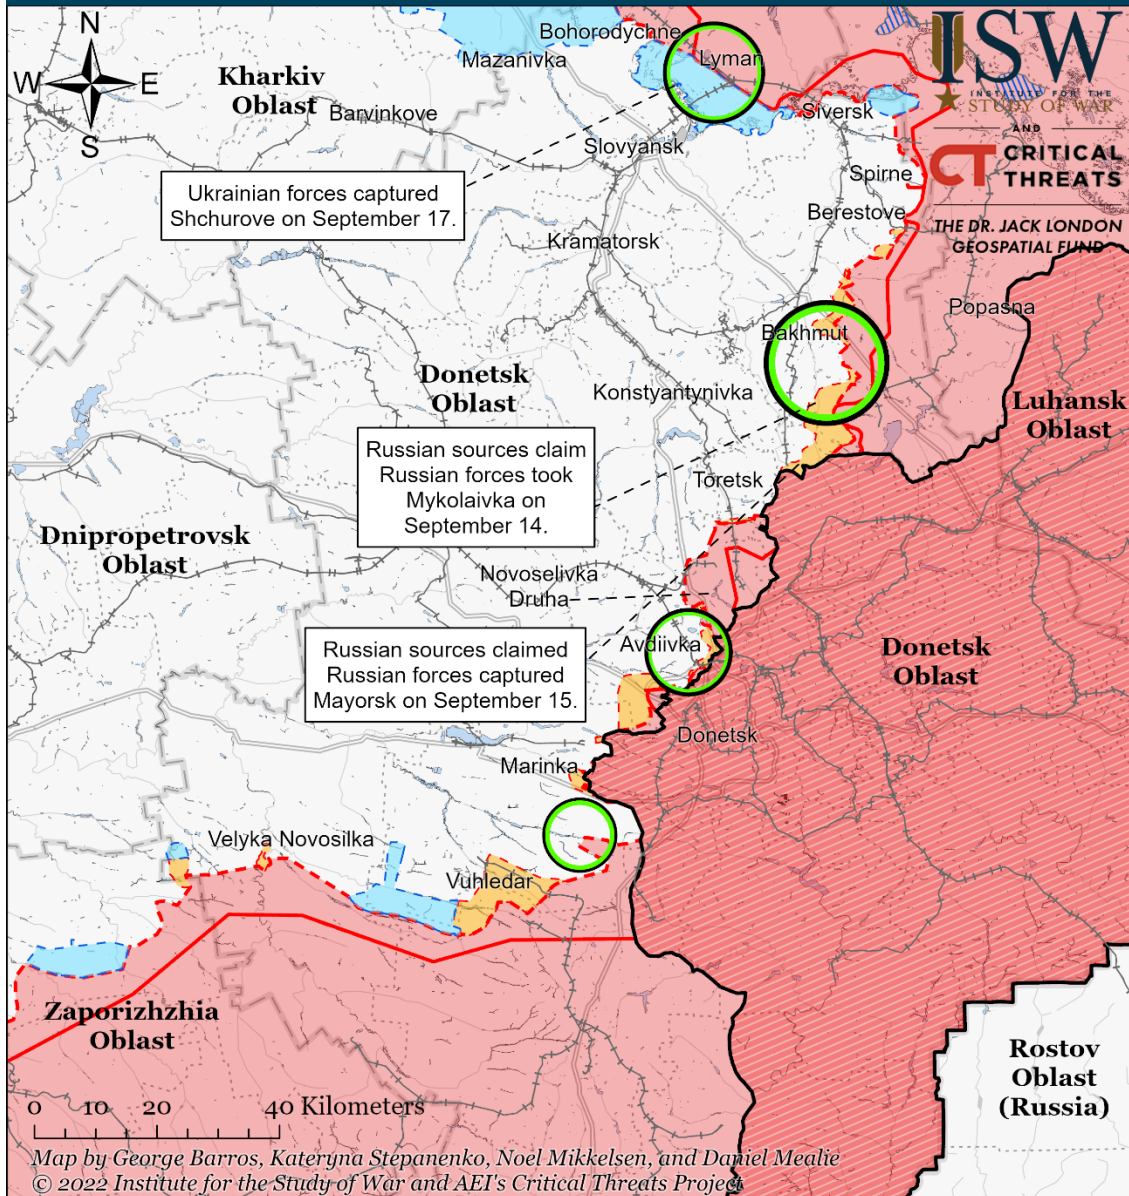 N
W
E
S
Kharkiv
Oblast
Mazanivka
Bohorodychne
Lyman
Barvinkove
Siversk
Slovyansk
Spirne
Berestove
Kramatorsk
ISW
INSTITUTE FOR THE
STUDY OF WAR
AND
CT CRITICAL
THREATS
THE DR. JACK LONDON
GEOSPATIAL FUND
Ukrainian forces captured
Shchurove on September 17.
Popasna
Bakhmut
Donetsk
Oblast
Konstyantynivka
Luhansk
Oblast
Russian sources claim
Russian forces took
Mykolaivka on
September 14.
Toretsk
Dnipropetrovsk
Oblast
Novoselivka
Druha
Avdiivka
Russian sources claimed
Russian forces captured
Mayorsk on September 15.
Donetsk
Oblast
Donetsk
Marinka
Velyka Novosilka
Vuhledar
Zaporizhzhia
Oblast
Rostov
Oblast
(Russia)
0 10 20 40 Kilometers
Map by George Barros, Kateryna Stepanenko, Noel Mikkelsen, and Daniel Mealie
© 2022 Institute for the Study of War and AEI's Critical Threats Project